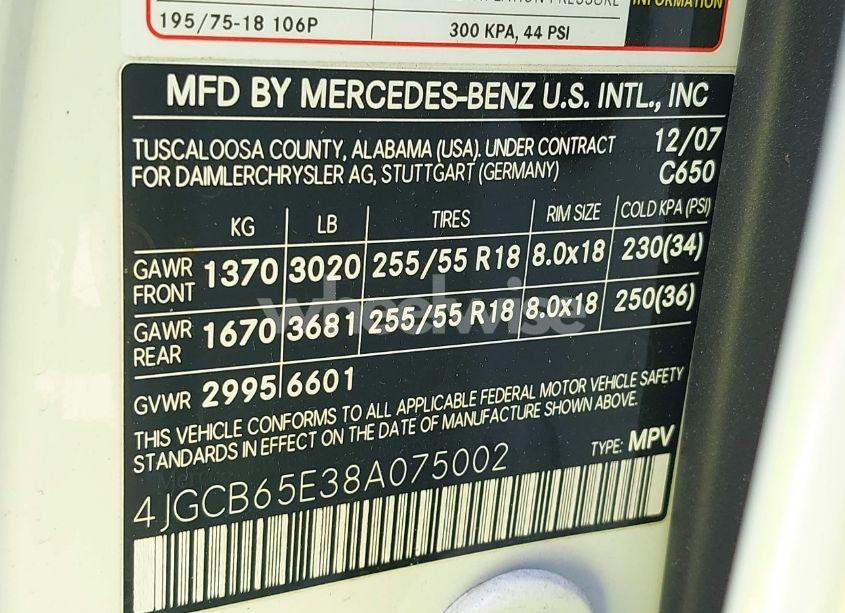 PRESSURE
INFORMATION
195/75-18 106P
300 KPA, 44 PSI
MFD BY MERCEDES-BENZ U.S. INTL., INC
TUSCALOOSA COUNTY, ALABAMA (USA). UNDER CONTRACT 12/07
FOR DAIMLERCHRYSLER AG, STUTTGART (GERMANY) C650
KG LB TIRES RIM SIZE COLD KPA (PSI)
GAWR FRONT 1370 3020 255/55 R18 8.0x18 230(34)
GAWR REAR 1670 3681 255/55 R18 8.0x18 250(36)
GVWR 2995 6601
THIS VEHICLE CONFORMS TO ALL APPLICABLE FEDERAL MOTOR VEHICLE SAFETY
STANDARDS IN EFFECT ON THE DATE OF MANUFACTURE SHOWN ABOVE.
TYPE: MPV
4JGCB65E38A075002
wheelwise